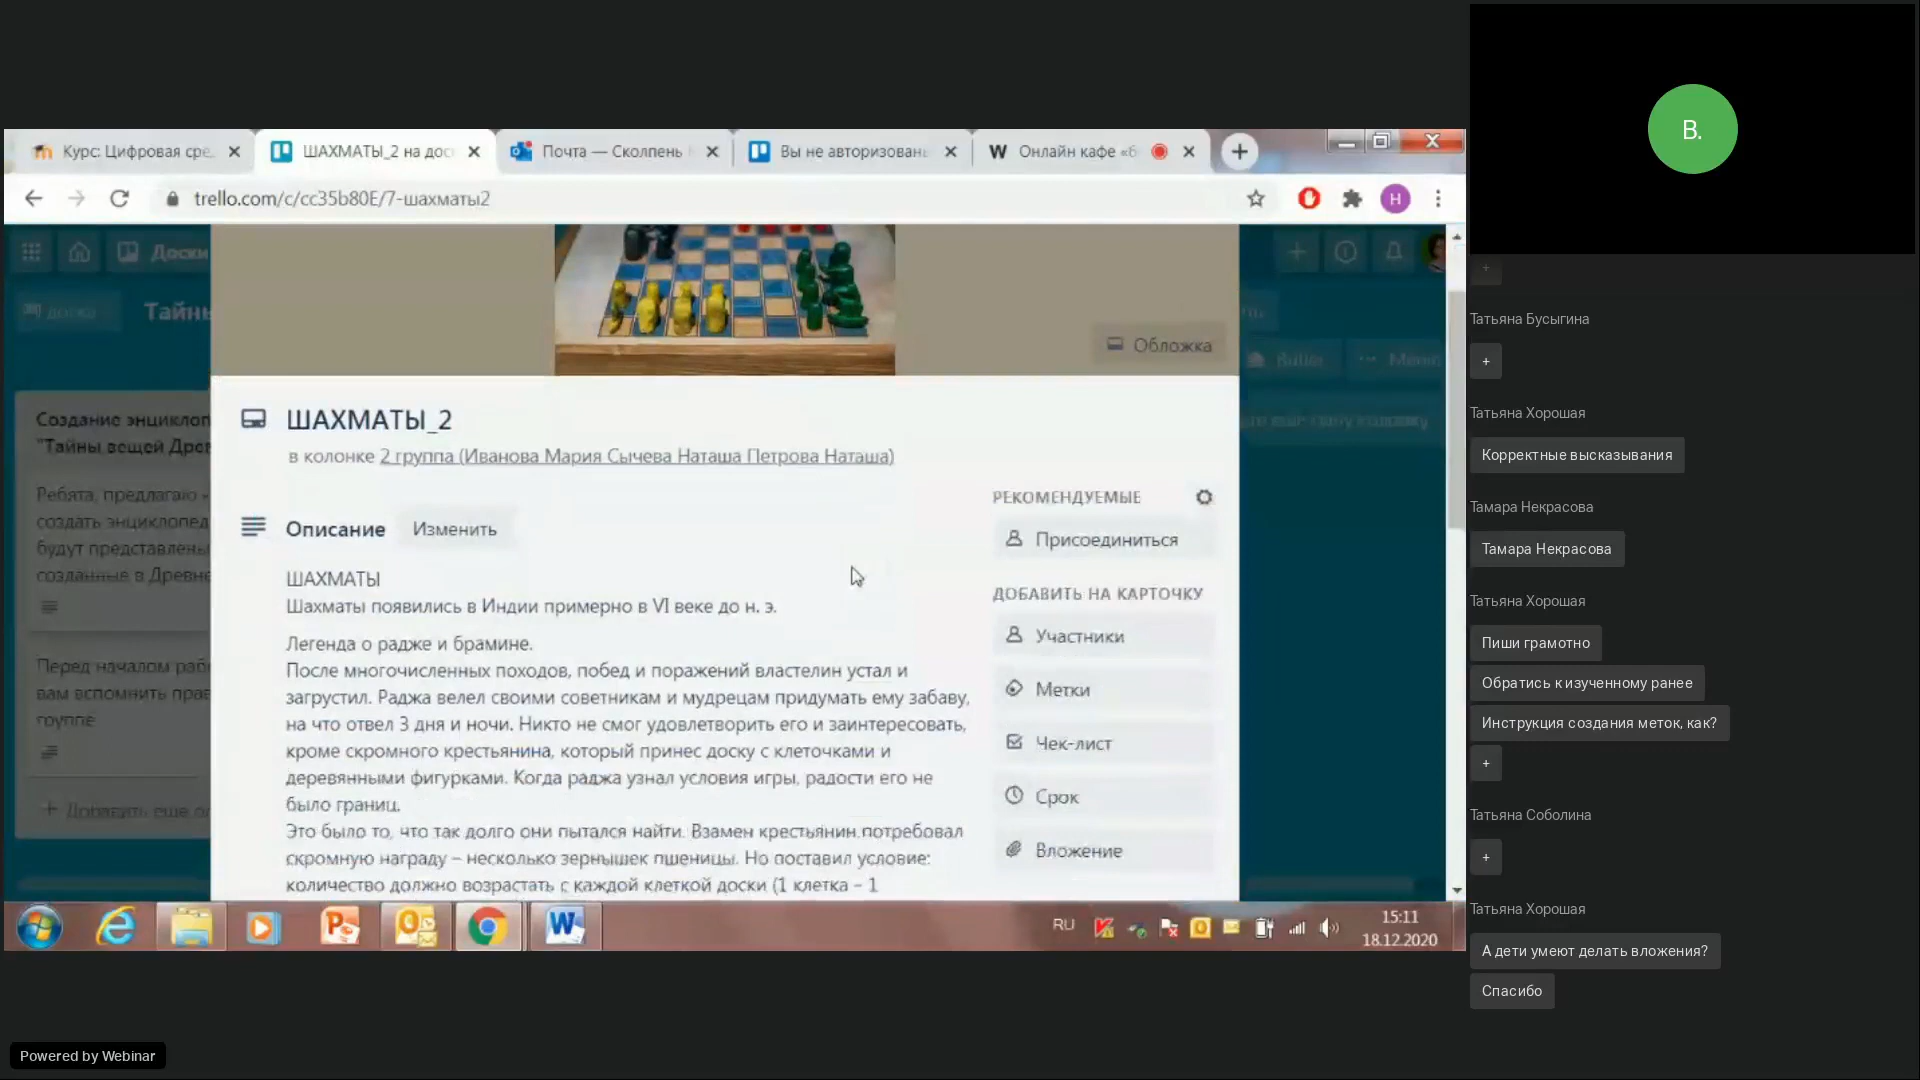 Курс: Цифровая сре
ШАХМАТЫ_2 на дос
Почта — Сколпень
Вы не авторизован
Онлайн кафе «б
trello.com/c/cc35b80E/7-шахматы2
Н
Доски
доска
Тайны
Обложка
Butler
Меню
Создание энциклоп
"Тайны вещей Древ
Ребята, предлагаю
создать энциклопед
будут представлены
созданные в Древне
Перед началом раб
вам вспомнить прав
группе
+ Добавить еще о
ШАХМАТЫ_2
в колонке 2 группа (Иванова Мария Сычева Наташа Петрова Наташа)
Описание
Изменить
ШАХМАТЫ
Шахматы появились в Индии примерно в VI веке до н. э.
Легенда о радже и брамине.
После многочисленных походов, побед и поражений властелин устал и
загрустил. Раджа велел своими советникам и мудрецам придумать ему забаву,
на что отвел 3 дня и ночи. Никто не смог удовлетворить его и заинтересовать,
кроме скромного крестьянина, который принес доску с клеточками и
деревянными фигурками. Когда раджа узнал условия игры, радости его не
было границ.
Это было то, что так долго они пытался найти. Взамен крестьянин потребовал
скромную награду – несколько зернышек пшеницы. Но поставил условие:
количество должно возрастать с каждой клеткой доски (1 клетка – 1
РЕКОМЕНДУЕМЫЕ
Присоединиться
ДОБАВИТЬ НА КАРТОЧКУ
Участники
Метки
Чек-лист
Срок
Вложение
RU
15:11
18.12.2020
В.
+
Татьяна Бусыгина
+
Татьяна Хорошая
Корректные высказывания
Тамара Некрасова
Тамара Некрасова
Татьяна Хорошая
Пиши грамотно
Обратись к изученному ранее
Инструкция создания меток, как?
+
Татьяна Соболина
+
Татьяна Хорошая
А дети умеют делать вложения?
Спасибо
Powered by Webinar